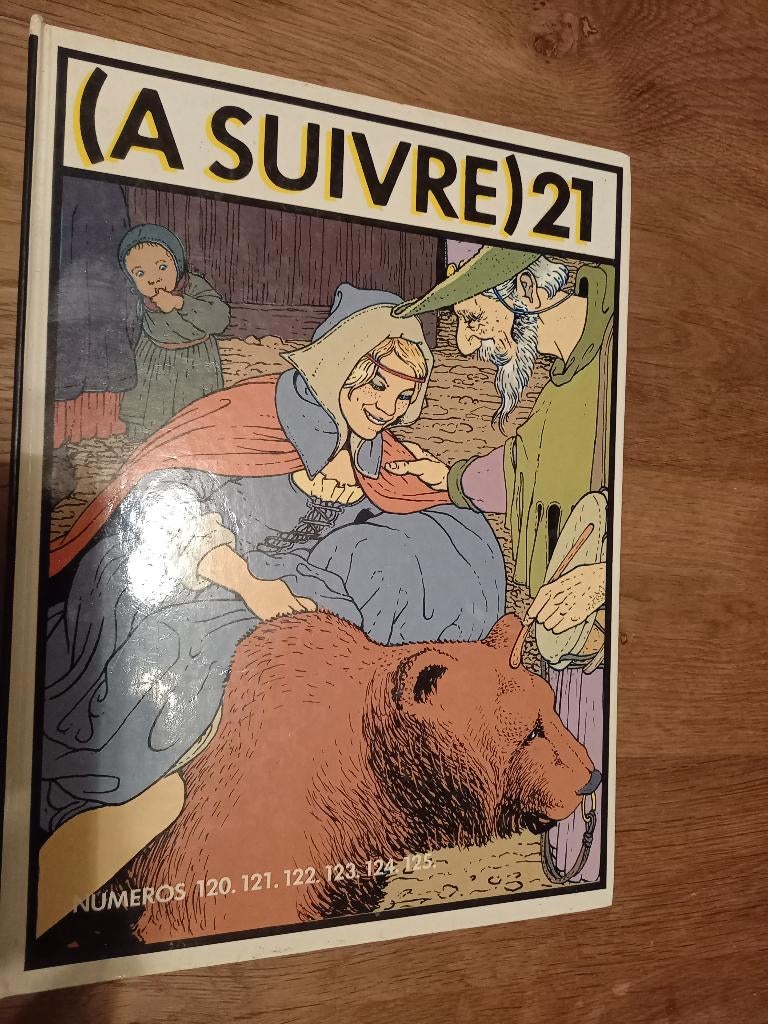 (A SUIVRE) 21
NUMEROS 120. 121. 122. 123. 124. 125.